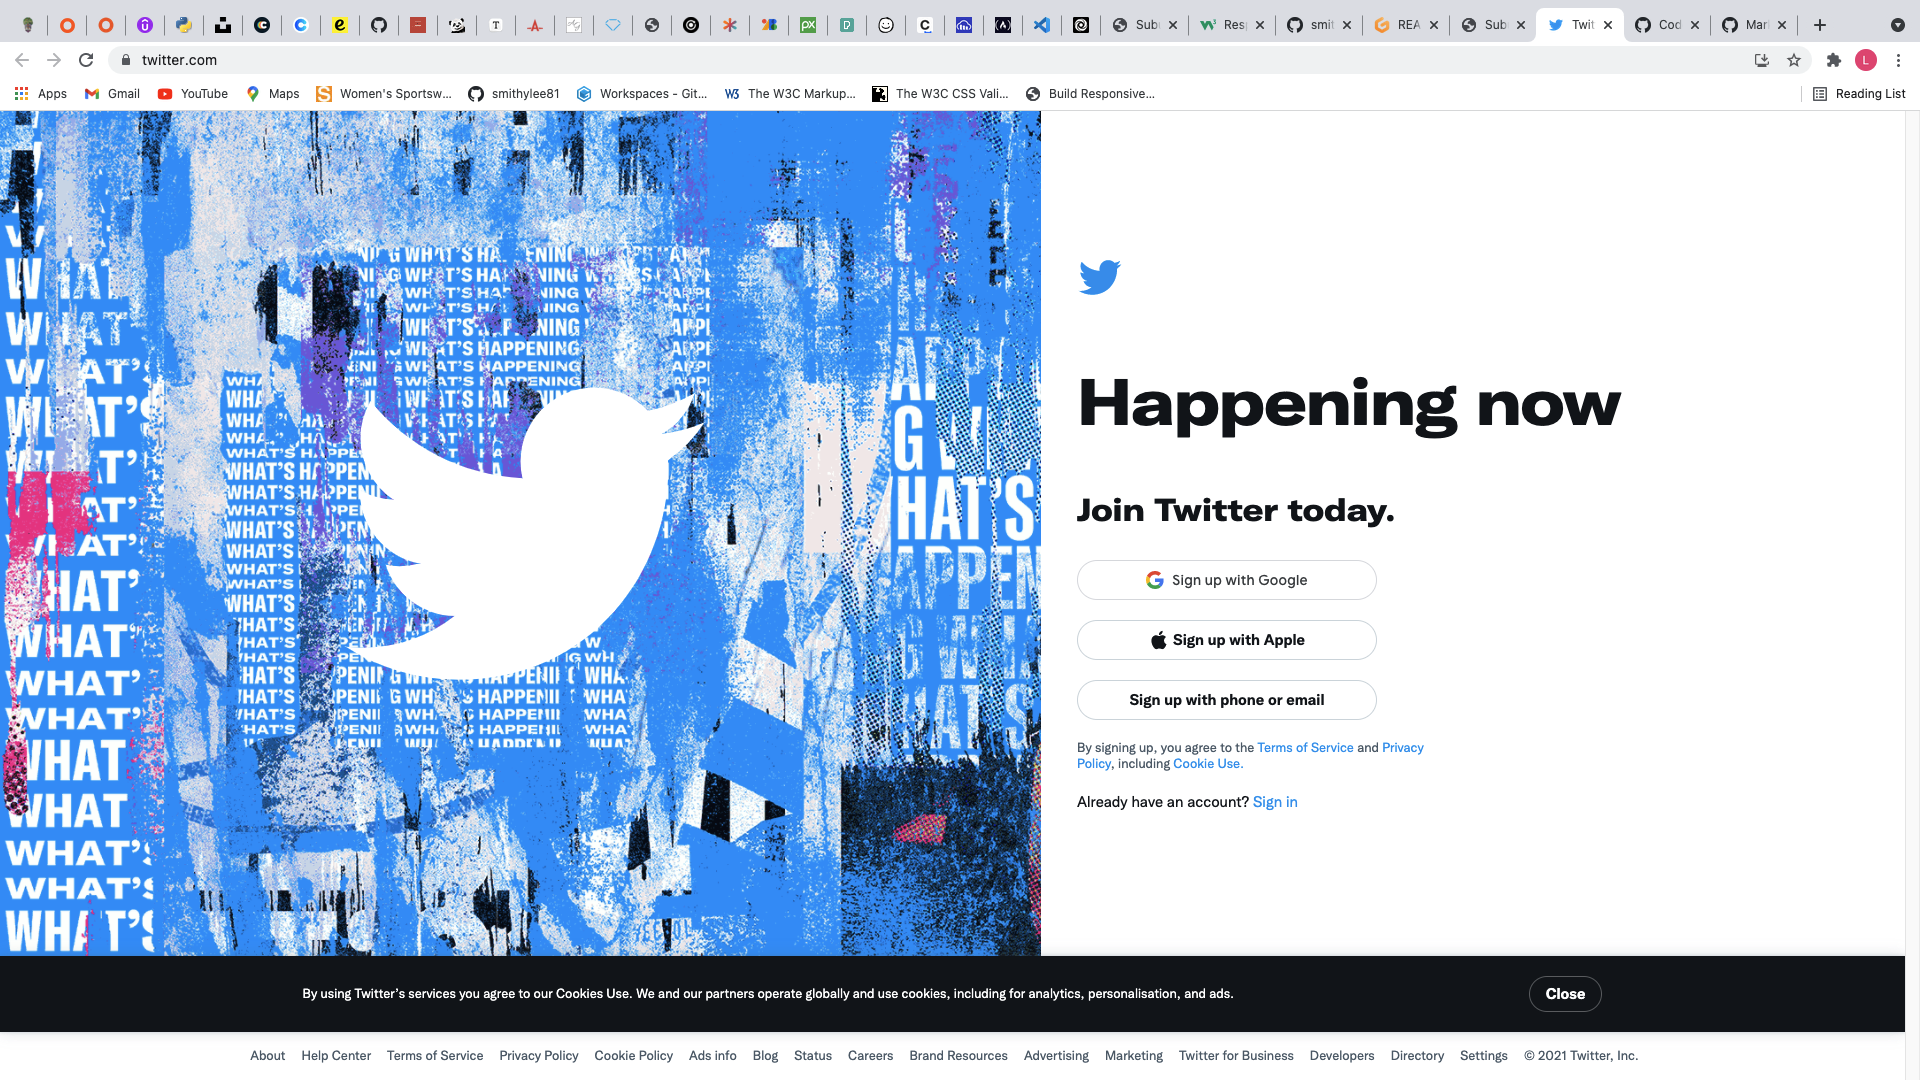 Sub
Resp
smit
REA
Sub
Twit
Cod
Marl
twitter.com
Apps
Gmail
YouTube
Maps
Women's Sportsw...
smithylee81
Workspaces - Git...
The W3C Markup...
The W3C CSS Vali...
Build Responsive...
Reading List
Happening now
Join Twitter today.
Sign up with Google
Sign up with Apple
Sign up with phone or email
By signing up, you agree to the Terms of Service and Privacy
Policy, including Cookie Use.
Already have an account? Sign in
WHAT'S HAPPENING
By using Twitter's services you agree to our Cookies Use. We and our partners operate globally and use cookies, including for analytics, personalisation, and ads.
Close
About Help Center Terms of Service Privacy Policy Cookie Policy Ads info Blog Status Careers Brand Resources Advertising Marketing Twitter for Business Developers Directory Settings © 2021 Twitter, Inc.